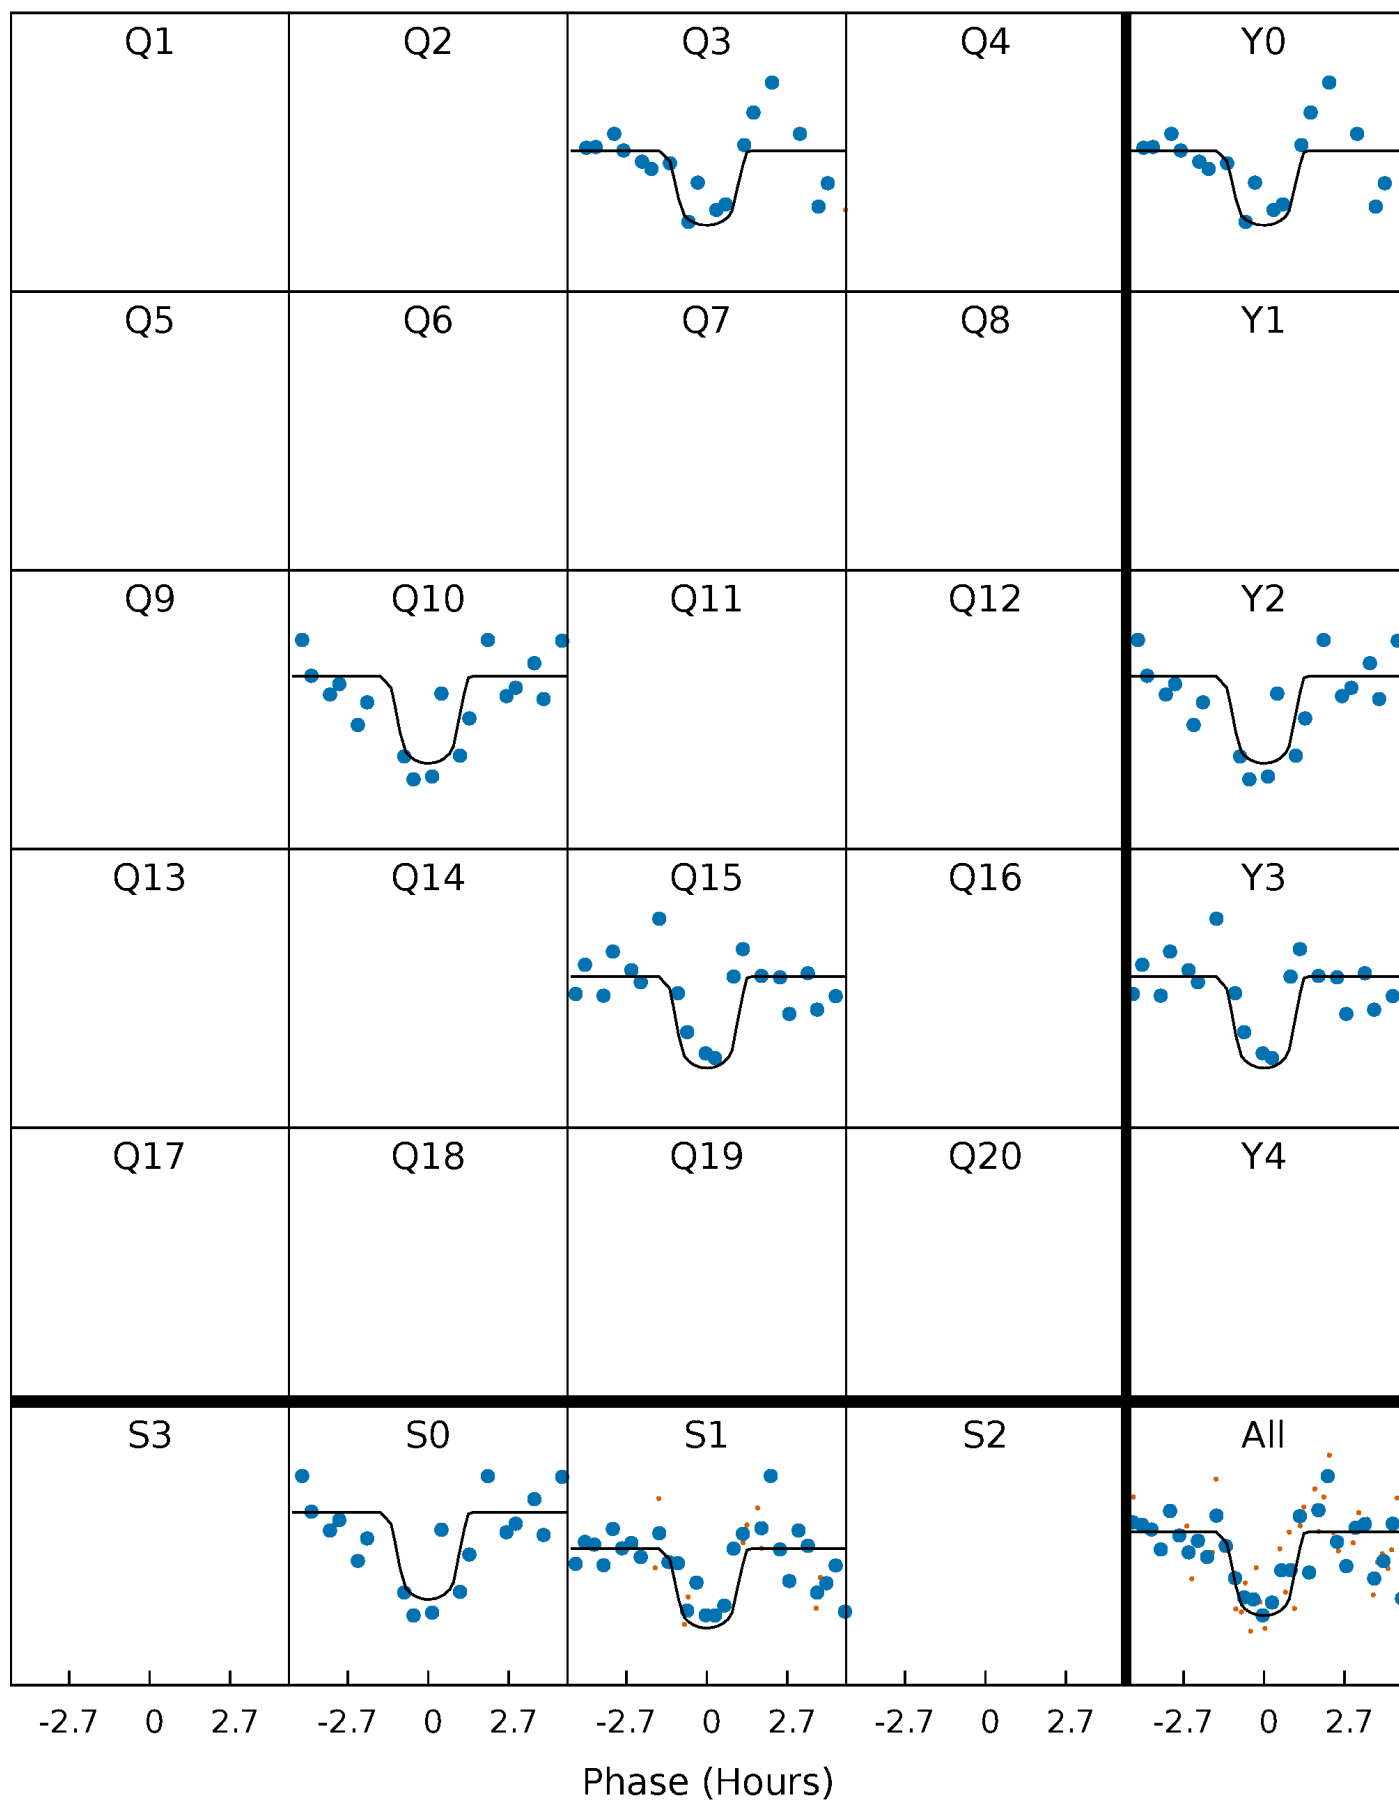 Q1 Q2 Q3 Q4 Y0
Q5 Q6 Q7 Q8 Y1
Q9 Q10 Q11 Q12 Y2
Q13 Q14 Q15 Q16 Y3
Q17 Q18 Q19 Q20 Y4
S3 S0 S1 S2 All
-2.7 0 2.7 -2.7 0 2.7 -2.7 0 2.7 -2.7 0 2.7 -2.7 0 2.7
Phase (Hours)